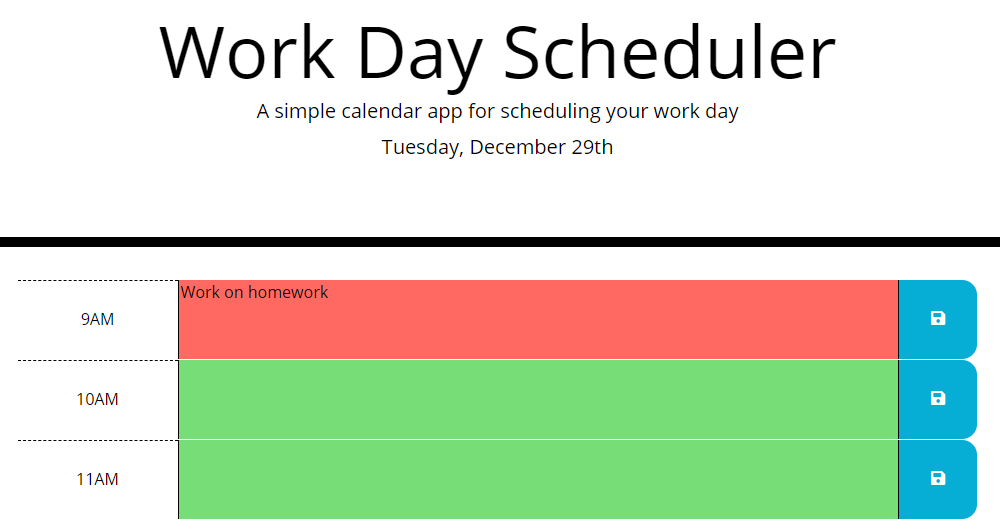 Work Day Scheduler
A simple calendar app for scheduling your work day
Tuesday, December 29th
Work on homework
9AM
10AM
11AM